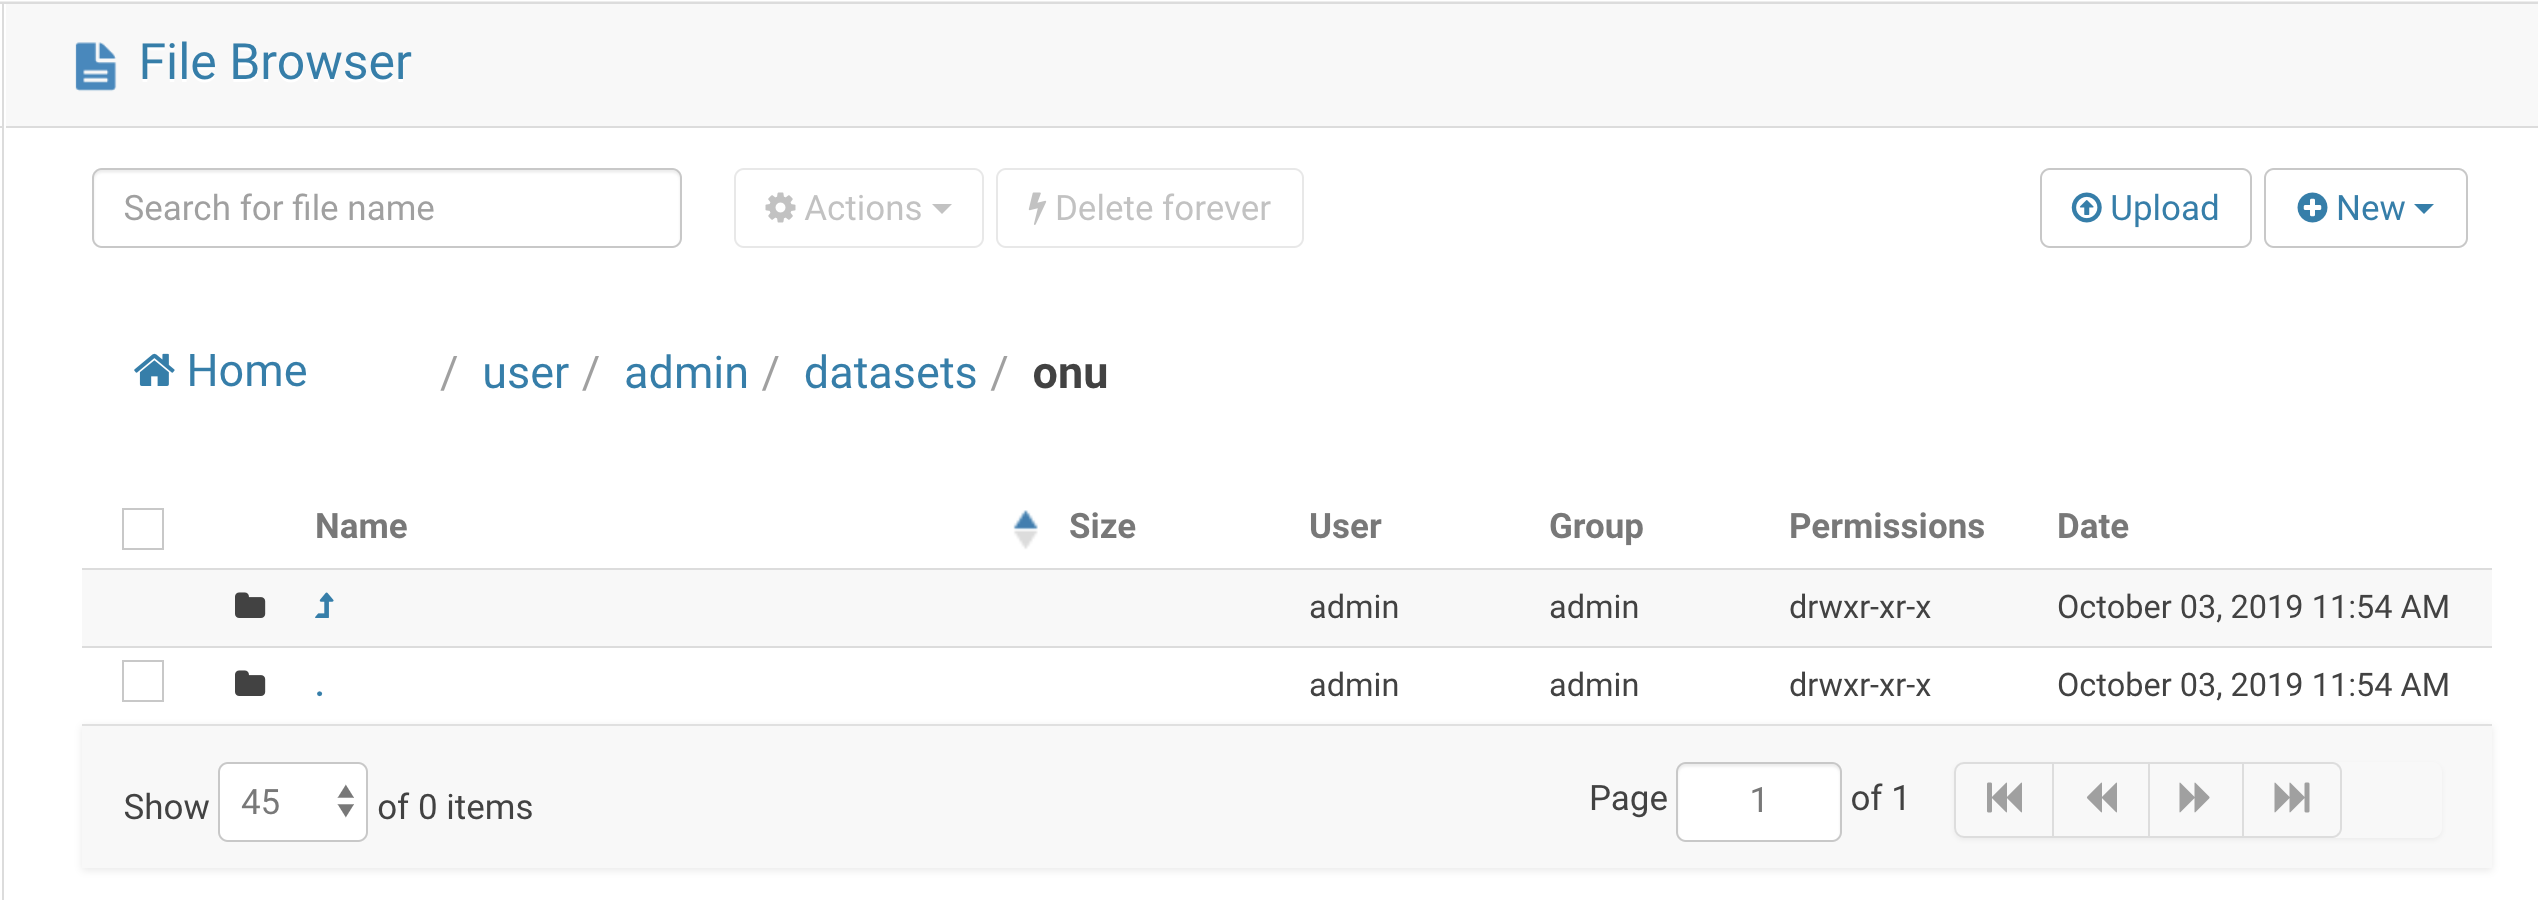 File Browser
Search for file name Actions Delete forever Upload New
Home / user / admin / datasets / onu
Name Size User Group Permissions Date
admin admin drwxr-xr-x October 03, 2019 11:54 AM
. admin admin drwxr-xr-x October 03, 2019 11:54 AM
Show 45 of 0 items Page 1 of 1